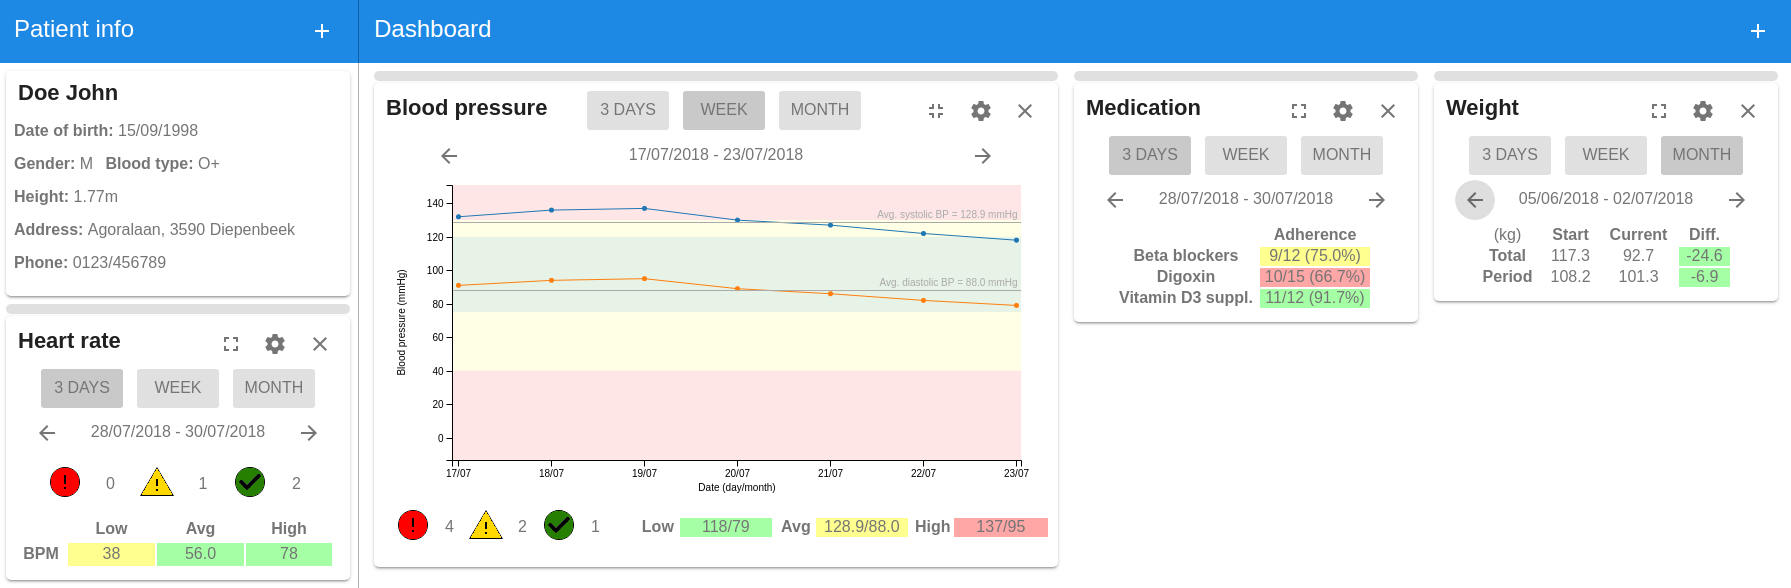 Patient info +
Doe John
Date of birth: 15/09/1998
Gender: M Blood type: O+
Height: 1.77m
Address: Agoralaan, 3590 Diepenbeek
Phone: 0123/456789
Heart rate
3 DAYS WEEK MONTH
28/07/2018 - 30/07/2018
0 1 2
Low Avg High
BPM 38 56.0 78
Dashboard +
Blood pressure 3 DAYS WEEK MONTH
17/07/2018 - 23/07/2018
Blood pressure (mmHg)
140
120
100
80
60
40
20
0
Avg. systolic BP = 128.9 mmHg
Avg. diastolic BP = 88.0 mmHg
17/07 18/07 19/07 20/07 21/07 22/07 23/07
Date (day/month)
4 2 1 Low 118/79 Avg 128.9/88.0 High 137/95
Medication
3 DAYS WEEK MONTH
28/07/2018 - 30/07/2018
Adherence
Beta blockers 9/12 (75.0%)
Digoxin 10/15 (66.7%)
Vitamin D3 suppl. 11/12 (91.7%)
Weight
3 DAYS WEEK MONTH
05/06/2018 - 02/07/2018
(kg) Start Current Diff.
Total 117.3 92.7 -24.6
Period 108.2 101.3 -6.9